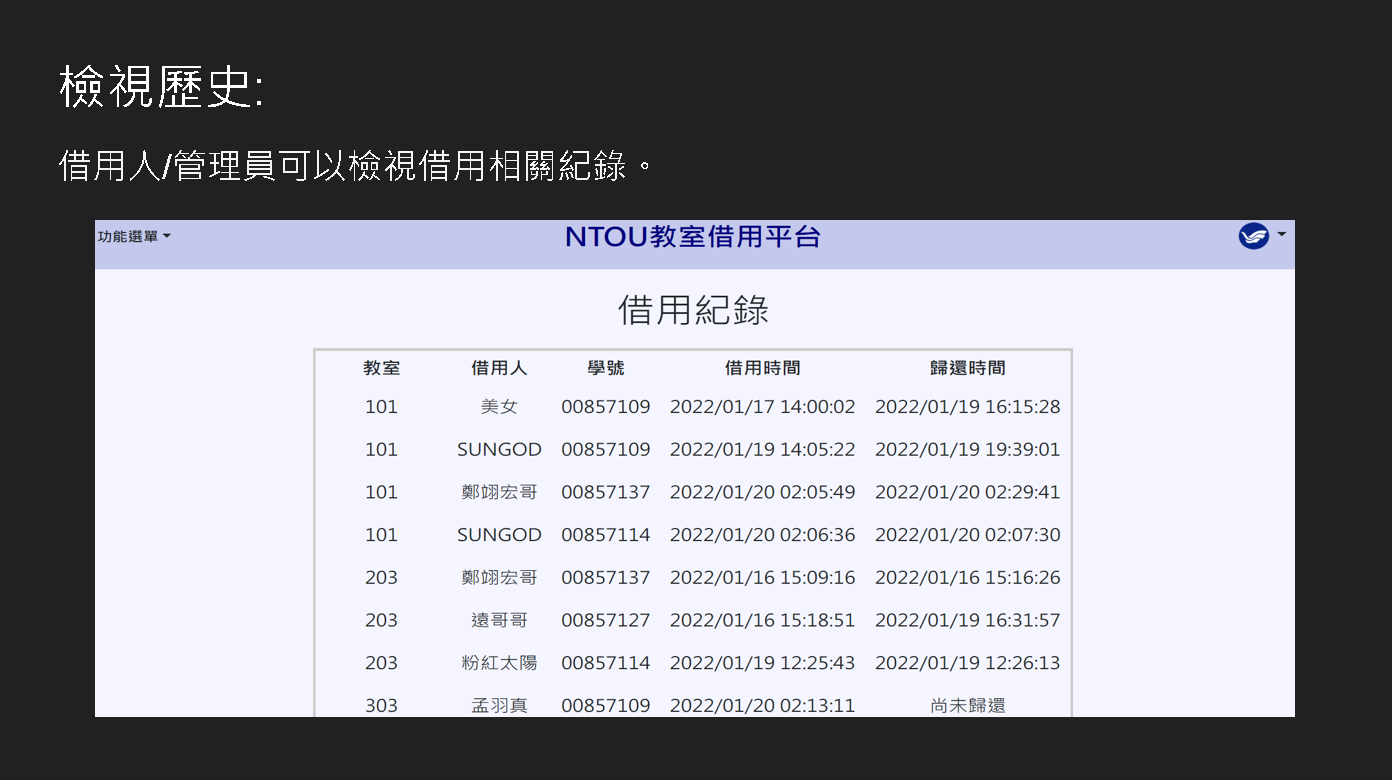 檢視歷史:
借用人/管理員可以檢視借用相關紀錄。
功能選單 NTOU教室借用平台
借用紀錄
教室 借用人 學號 借用時間 歸還時間
101 美女 00857109 2022/01/17 14:00:02 2022/01/19 16:15:28
101 SUNGOD 00857109 2022/01/19 14:05:22 2022/01/19 19:39:01
101 鄭翊宏哥 00857137 2022/01/20 02:05:49 2022/01/20 02:29:41
101 SUNGOD 00857114 2022/01/20 02:06:36 2022/01/20 02:07:30
203 鄭翊宏哥 00857137 2022/01/16 15:09:16 2022/01/16 15:16:26
203 遠哥哥 00857127 2022/01/16 15:18:51 2022/01/19 16:31:57
203 粉紅太陽 00857114 2022/01/19 12:25:43 2022/01/19 12:26:13
303 孟羽真 00857109 2022/01/20 02:13:11 尚未歸還